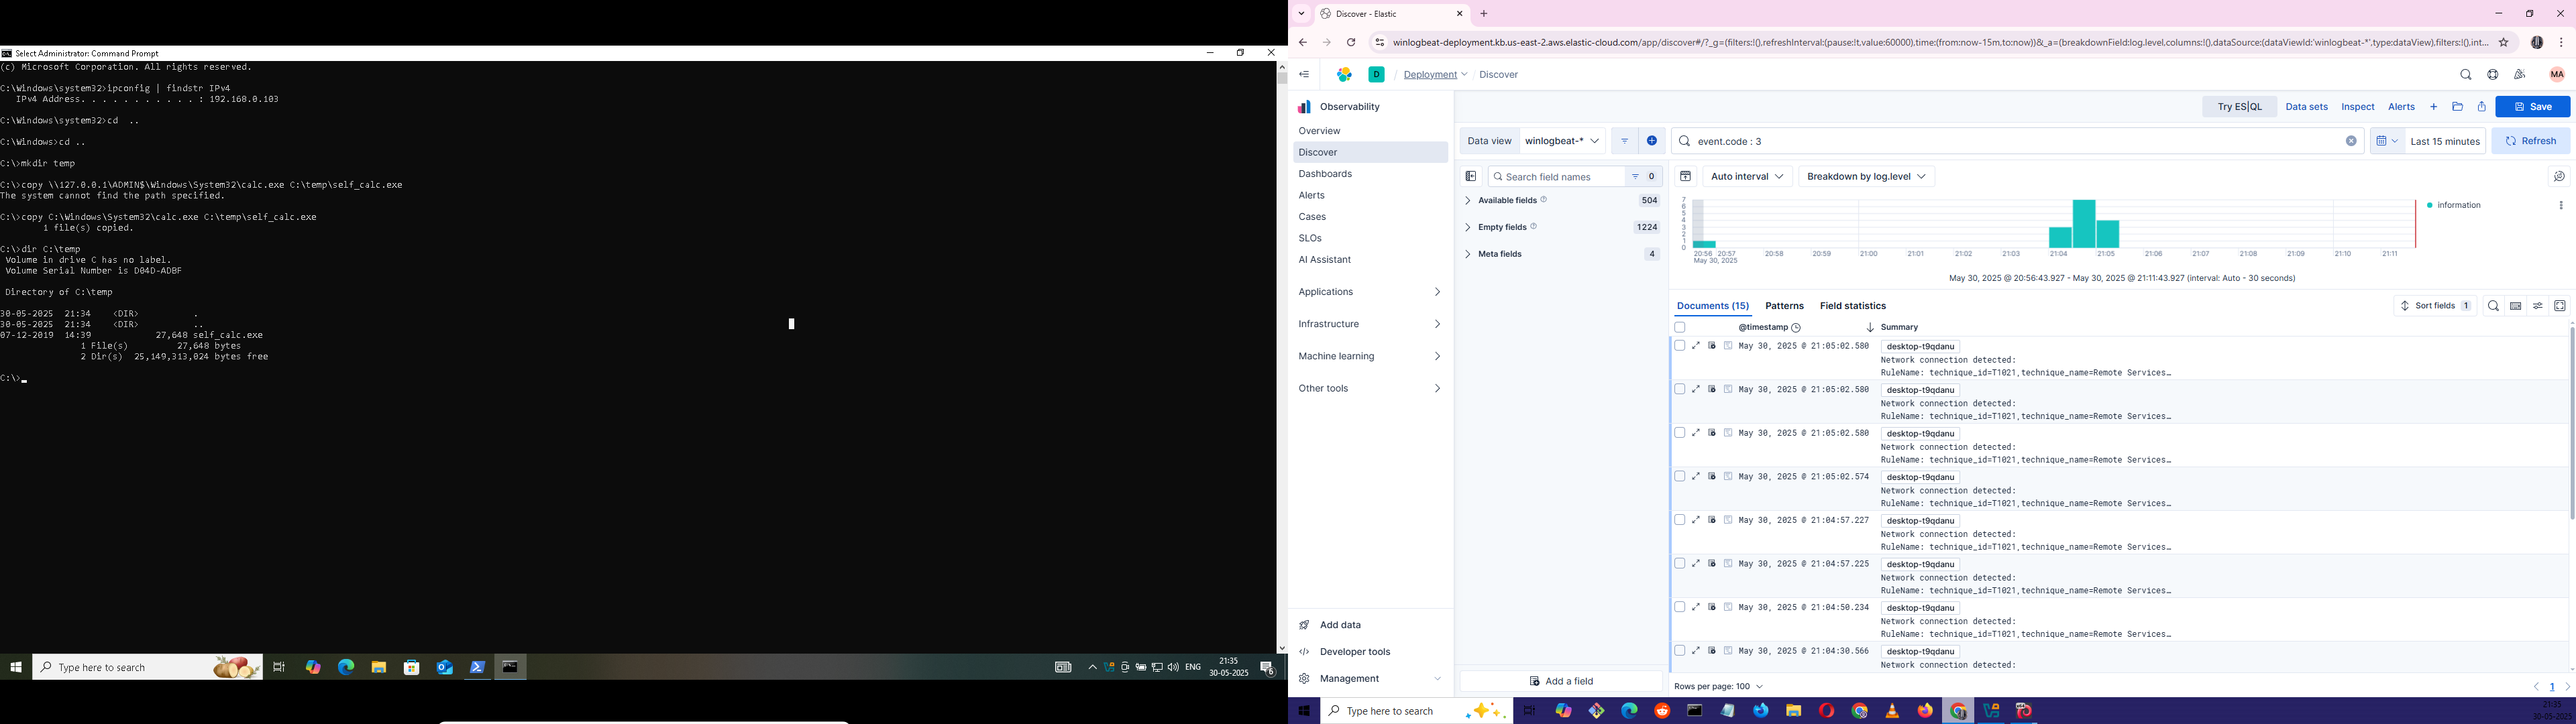 Select Administrator: Command Prompt
(c) Microsoft Corporation. All rights reserved.
C:\Windows\system32>ipconfig | findstr IPv4
IPv4 Address. . . . . . . . . . . : 192.168.0.103
C:\Windows\system32>cd  ..
C:\Windows>cd ..
C:\>mkdir temp
C:\>copy \\127.0.0.1\ADMIN$\Windows\System32\calc.exe C:\temp\self_calc.exe
The system cannot find the path specified.
C:\>copy C:\Windows\System32\calc.exe C:\temp\self_calc.exe
1 file(s) copied.
C:\>dir C:\temp
Volume in drive C has no label.
Volume Serial Number is D04D-ADBF
Directory of C:\temp
30-05-2025  21:34    <DIR>          .
30-05-2025  21:34    <DIR>          ..
07-12-2019  14:39            27,648 self_calc.exe
1 File(s)         27,648 bytes
2 Dir(s)  25,149,313,024 bytes free
C:\>
Type here to search
ENG
21:35
30-05-2025
6
Discover - Elastic
winlogbeat-deployment.kb.us-east-2.aws.elastic-cloud.com/app/discover#/?_g=(filters:!(),refreshInterval:(pause:!t,value:60000),time:(from:now-15m,to:now))&_a=(breakdownField:log.level,columns:!(),dataSource:(dataViewId:'winlogbeat-*',type:dataView),filters:!(),int...
D / Deployment / Discover
MA
Observability
Overview
Discover
Dashboards
Alerts
Cases
SLOs
AI Assistant
Applications
Infrastructure
Machine learning
Other tools
Add data
Developer tools
Management
Try ES|QL
Data sets
Inspect
Alerts
Save
Data view
winlogbeat-*
event.code : 3
Last 15 minutes
Refresh
Search field names
0
Available fields 504
Empty fields 1224
Meta fields 4
Add a field
Auto interval
Breakdown by log.level
7
6
5
4
3
2
1
0
20:56 20:57 20:58 20:59 21:00 21:01 21:02 21:03 21:04 21:05 21:06 21:07 21:08 21:09 21:10 21:11
May 30, 2025
information
May 30, 2025 @ 20:56:43.927 - May 30, 2025 @ 21:11:43.927 (interval: Auto - 30 seconds)
Documents (15)
Patterns
Field statistics
Sort fields 1
@timestamp
Summary
May 30, 2025 @ 21:05:02.580 desktop-t9qdanu
Network connection detected:
RuleName: technique_id=T1021,technique_name=Remote Services…
May 30, 2025 @ 21:05:02.580 desktop-t9qdanu
Network connection detected:
RuleName: technique_id=T1021,technique_name=Remote Services…
May 30, 2025 @ 21:05:02.580 desktop-t9qdanu
Network connection detected:
RuleName: technique_id=T1021,technique_name=Remote Services…
May 30, 2025 @ 21:05:02.574 desktop-t9qdanu
Network connection detected:
RuleName: technique_id=T1021,technique_name=Remote Services…
May 30, 2025 @ 21:04:57.227 desktop-t9qdanu
Network connection detected:
RuleName: technique_id=T1021,technique_name=Remote Services…
May 30, 2025 @ 21:04:57.225 desktop-t9qdanu
Network connection detected:
RuleName: technique_id=T1021,technique_name=Remote Services…
May 30, 2025 @ 21:04:50.234 desktop-t9qdanu
Network connection detected:
RuleName: technique_id=T1021,technique_name=Remote Services…
May 30, 2025 @ 21:04:30.566 desktop-t9qdanu
Network connection detected:
Rows per page: 100
1
Type here to search
21:35